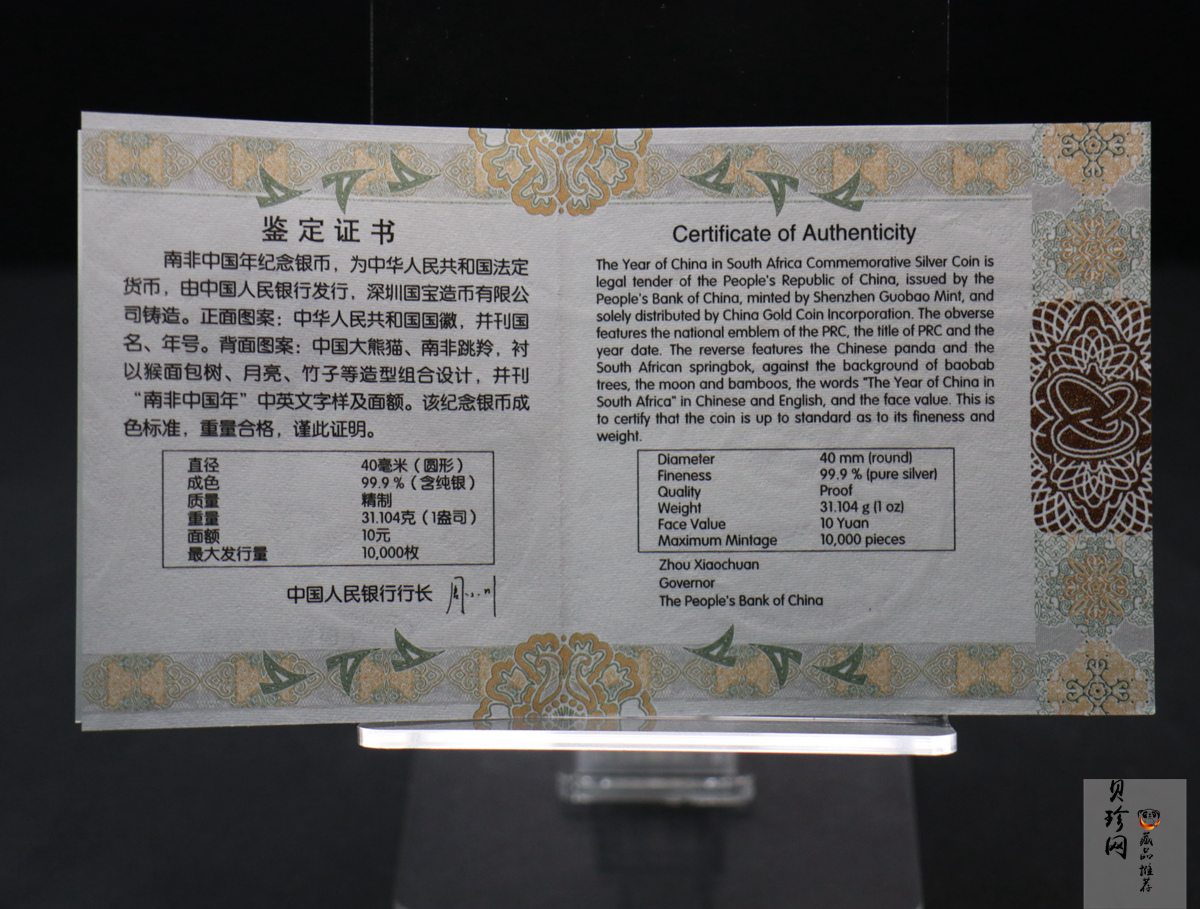 鉴定证书
南非中国年纪念银币，为中华人民共和国法定
货币，由中国人民银行发行，深圳国宝造币有限公
司铸造。正面图案：中华人民共和国国徽，并刊国
名、年号。背面图案：中国大熊猫、南非跳羚，衬
以猴面包树、月亮、竹子等造型组合设计，并刊
“南非中国年”中英文字样及面额。该纪念银币成
色标准，重量合格，谨此证明。
直径 40毫米（圆形）
成色 99.9%（含纯银）
质量 精制
重量 31.104克（1盎司）
面额 10元
最大发行量 10,000枚
中国人民银行行长 周小川
Certificate of Authenticity
The Year of China in South Africa Commemorative Silver Coin is
legal tender of the People's Republic of China, issued by the
People's Bank of China, minted by Shenzhen Guobao Mint, and
solely distributed by China Gold Coin Incorporation. The obverse
features the national emblem of the PRC, the title of PRC and the
year date. The reverse features the Chinese panda and the
South African springbok, against the background of baobab
trees, the moon and bamboos, the words "The Year of China in
South Africa" in Chinese and English, and the face value. This is
to certify that the coin is up to standard as to its fineness and
weight.
Diameter 40 mm (round)
Fineness 99.9 % (pure silver)
Quality Proof
Weight 31.104 g (1 oz)
Face Value 10 Yuan
Maximum Mintage 10,000 pieces
Zhou Xiaochuan
Governor
The People's Bank of China
贝珍网
藏品推荐